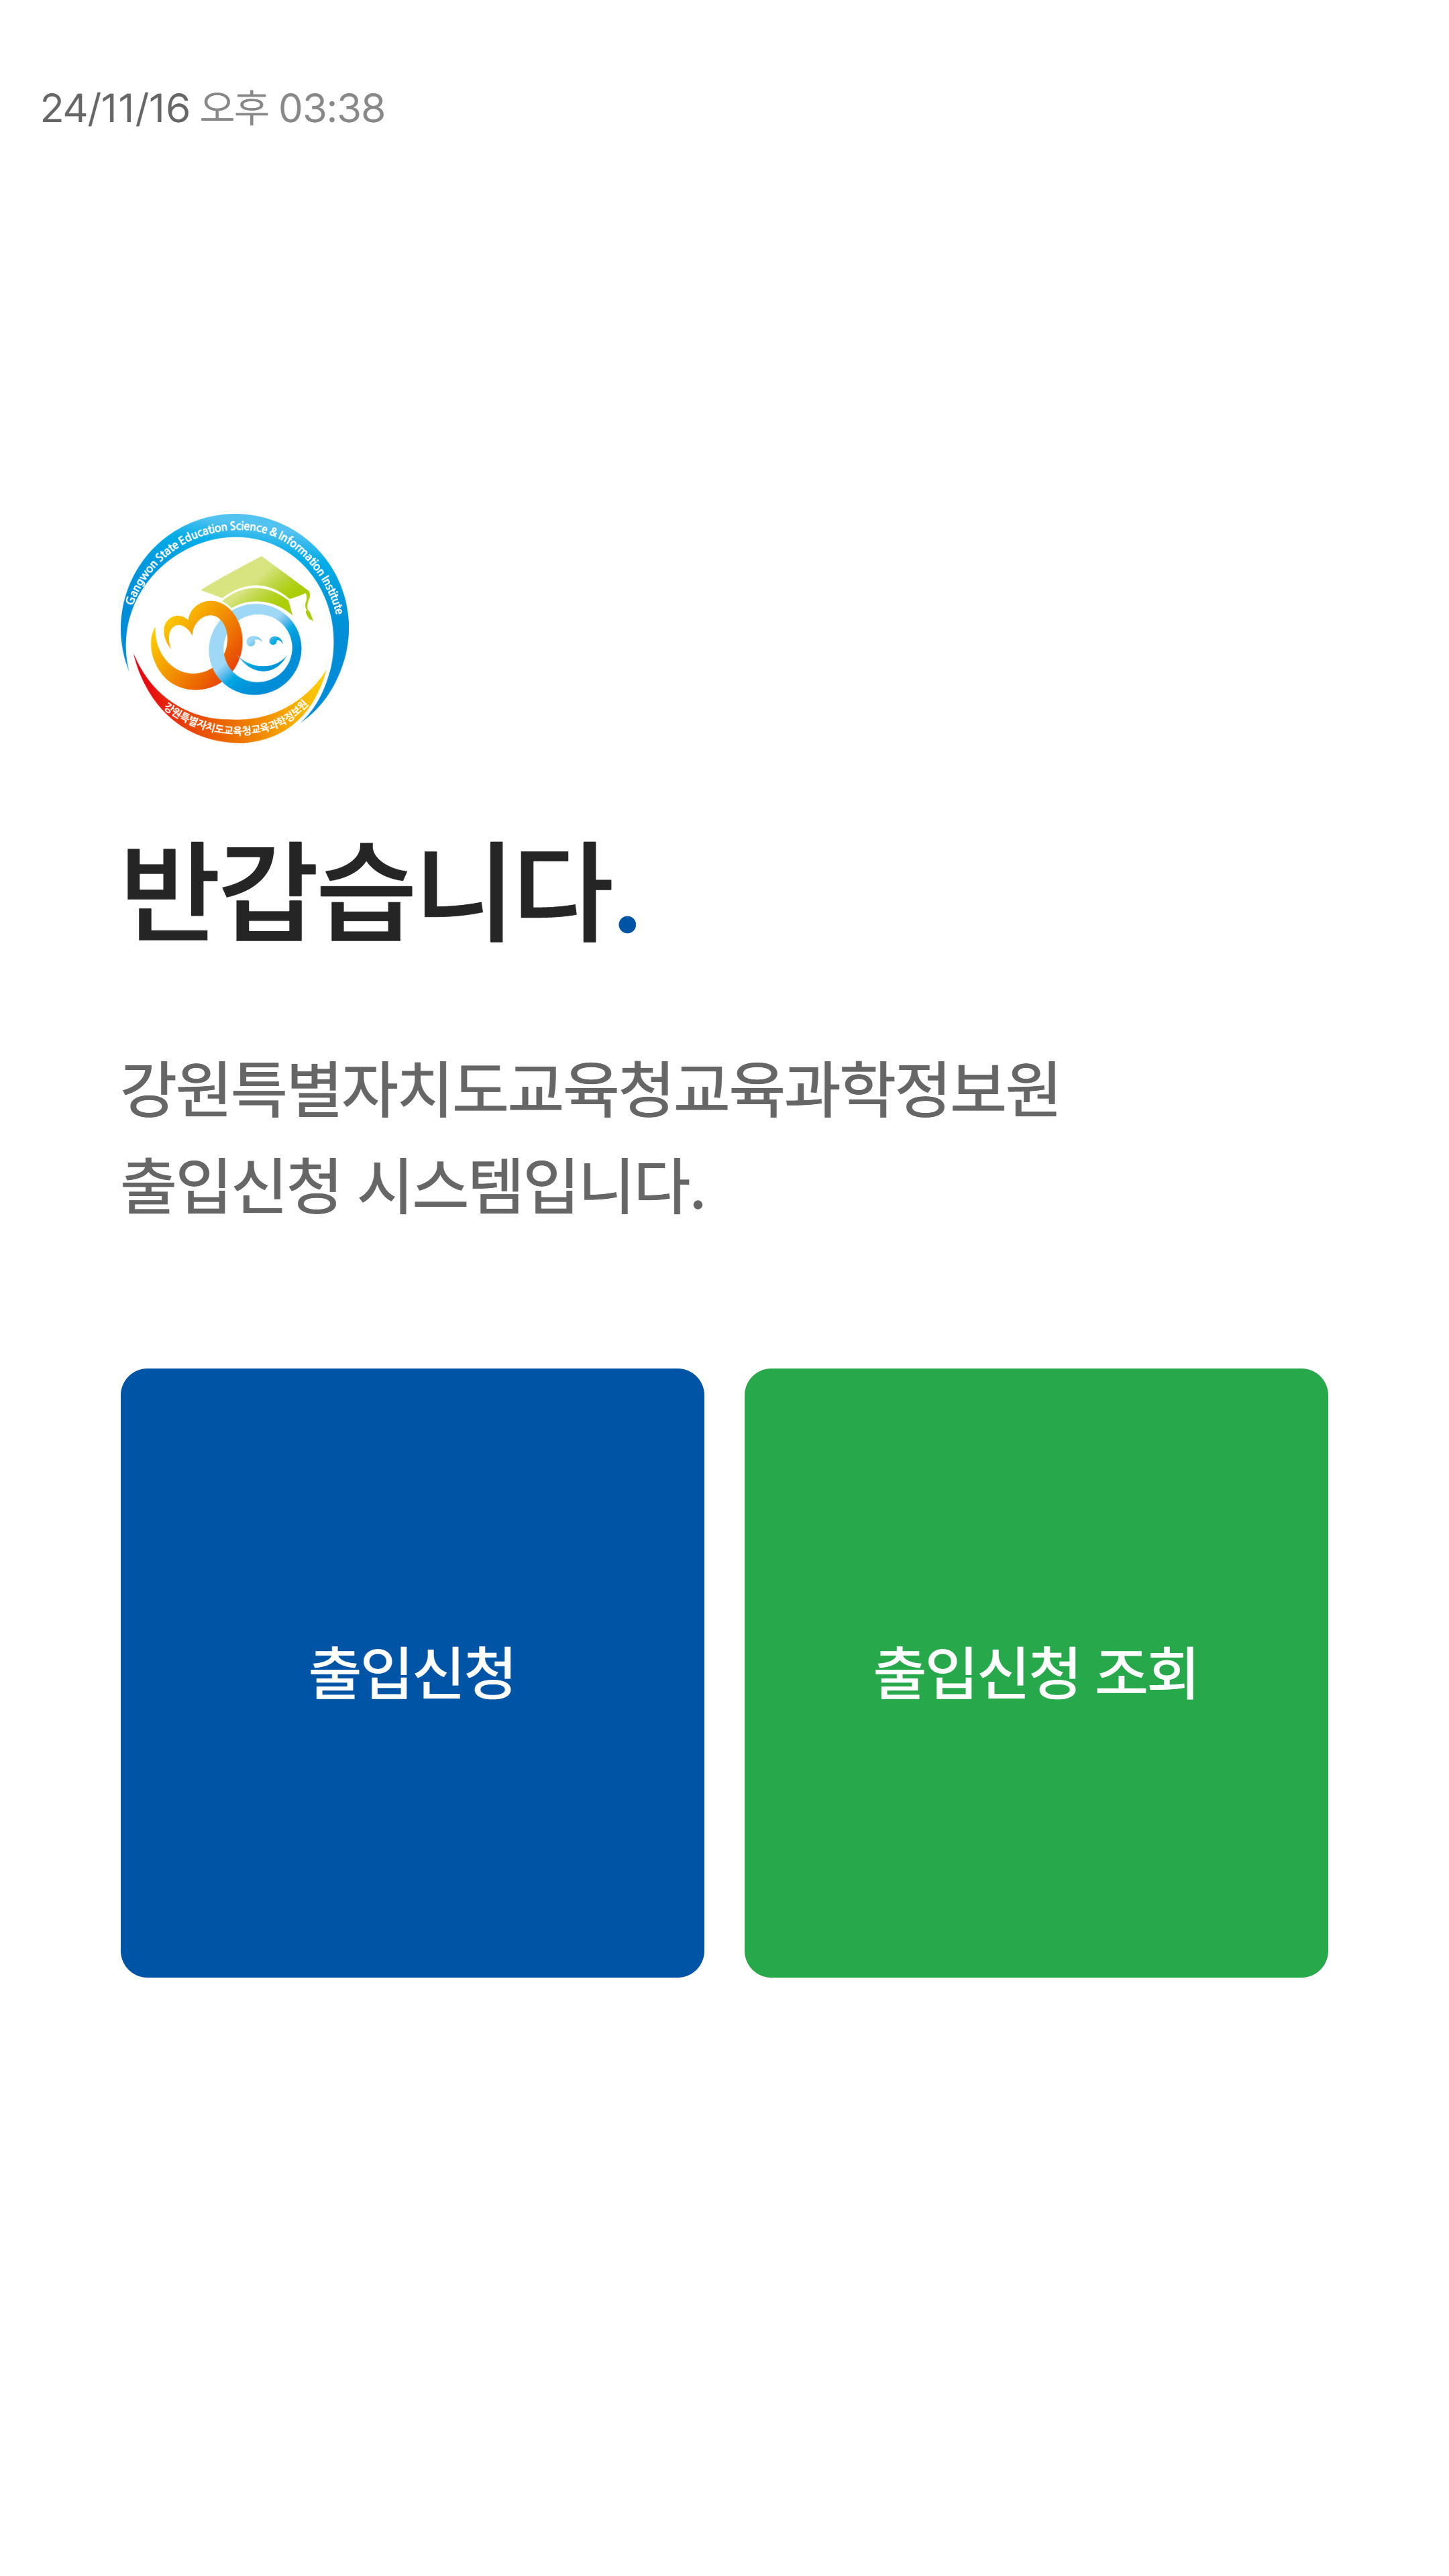 24/11/16 오후 03:38
Gangwon State Education Science & Information Institute
강원특별자치도교육청교육과학정보원
반갑습니다.
강원특별자치도교육청교육과학정보원
출입신청 시스템입니다.
출입신청
출입신청 조회